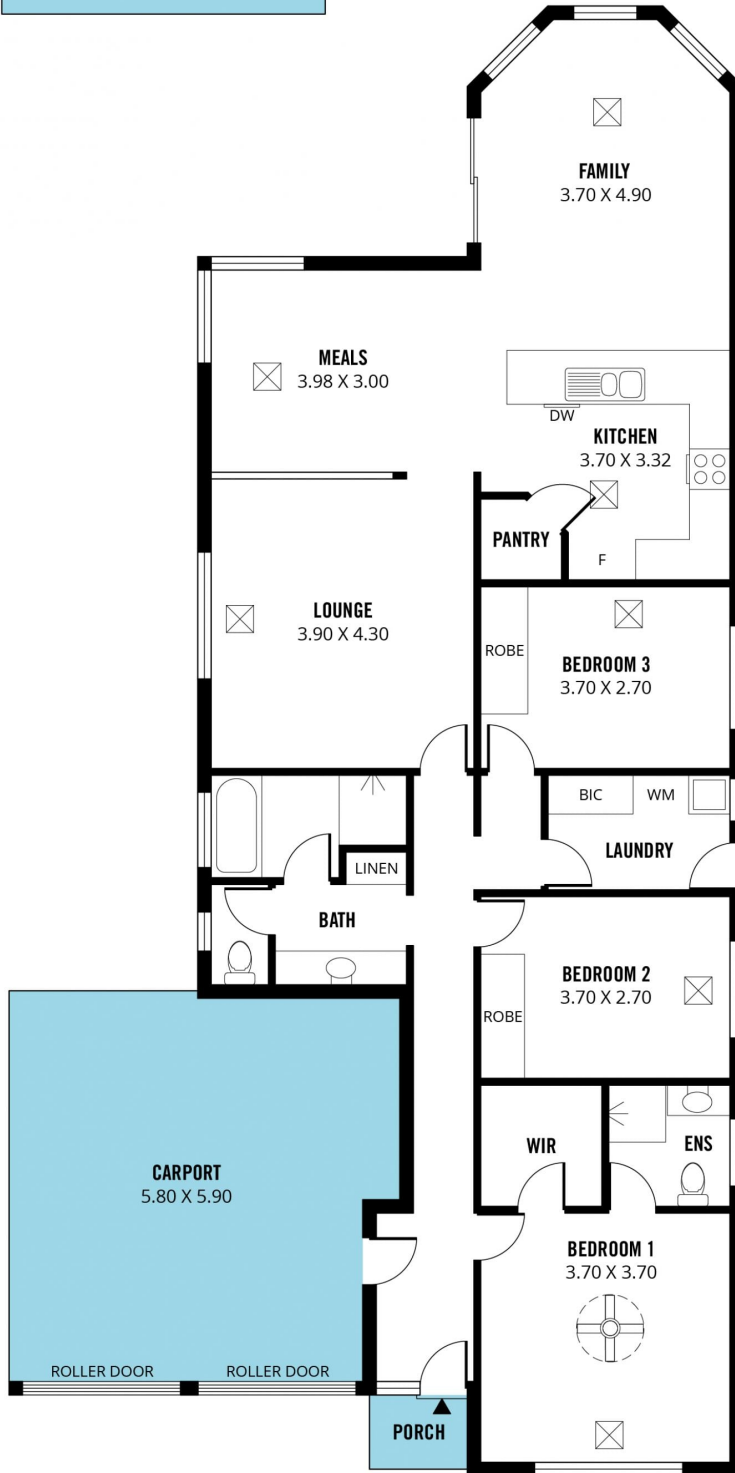 FAMILY
3.70 X 4.90
MEALS
3.98 X 3.00
DW
KITCHEN
3.70 X 3.32
PANTRY
F
LOUNGE
3.90 X 4.30
ROBE
BEDROOM 3
3.70 X 2.70
BIC
WM
LAUNDRY
LINEN
BATH
BEDROOM 2
3.70 X 2.70
ROBE
WIR
ENS
CARPORT
5.80 X 5.90
BEDROOM 1
3.70 X 3.70
ROLLER DOOR
ROLLER DOOR
PORCH